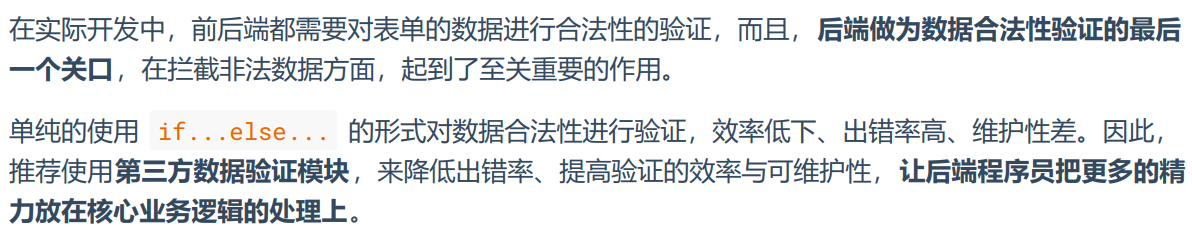 在实际开发中，前后端都需要对表单的数据进行合法性的验证，而且，后端做为数据合法性验证的最后
一个关口，在拦截非法数据方面，起到了至关重要的作用。
单纯的使用 if...else... 的形式对数据合法性进行验证，效率低下、出错率高、维护性差。因此，
推荐使用第三方数据验证模块，来降低出错率、提高验证的效率与可维护性，让后端程序员把更多的精
力放在核心业务逻辑的处理上。